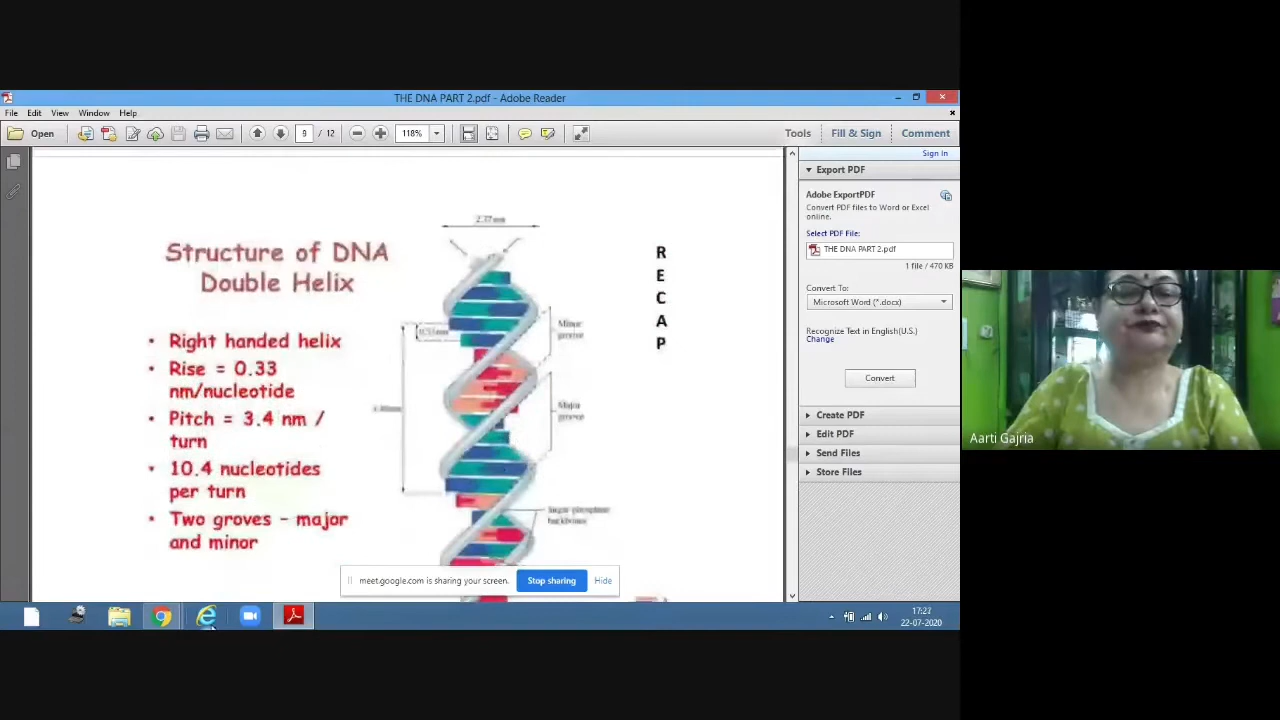 THE DNA PART 2.pdf - Adobe Reader
File Edit View Window Help
Open 9 / 12 118% Tools Fill & Sign Comment
Sign In
Export PDF
Adobe ExportPDF
Convert PDF files to Word or Excel
online.
Select PDF File:
THE DNA PART 2.pdf
1 file / 470 KB
Convert To:
Microsoft Word (*.docx)
Recognize Text in English(U.S.)
Change
Convert
Create PDF
Edit PDF
Send Files
Store Files
Structure of DNA
Double Helix
• Right handed helix
• Rise = 0.33
nm/nucleotide
• Pitch = 3.4 nm /
turn
• 10.4 nucleotides
per turn
• Two groves - major
and minor
2.37nm
Minor
groove
Major
groove
Sugar phosphate
backbone
R
E
C
A
P
meet.google.com is sharing your screen. Stop sharing Hide
17:27
22-07-2020
Aarti Gajria